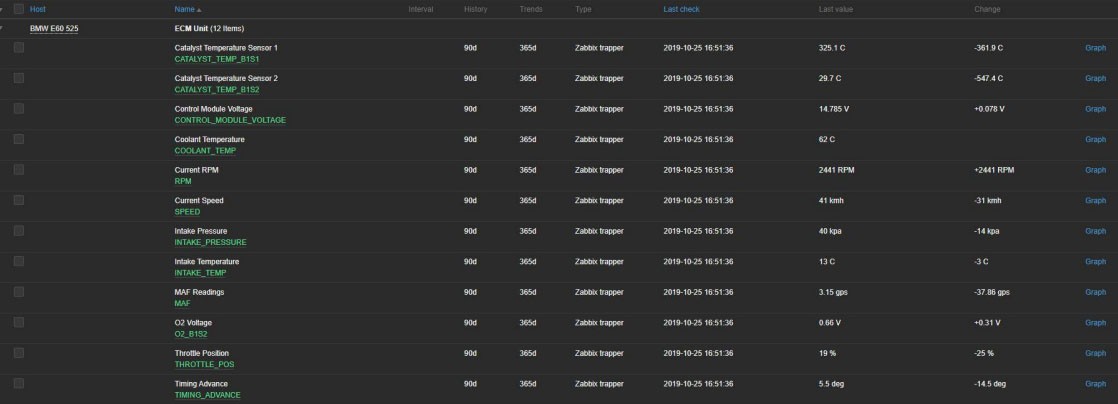 Host Name Interval History Trends Type Last check Last value Change
BMW E60 525 ECM Unit (12 Items)
Catalyst Temperature Sensor 1 90d 365d Zabbix trapper 2019-10-25 16:51:36 325.1 C -361.9 C Graph
CATALYST_TEMP_B1S1
Catalyst Temperature Sensor 2 90d 365d Zabbix trapper 2019-10-25 16:51:36 29.7 C -547.4 C Graph
CATALYST_TEMP_B1S2
Control Module Voltage 90d 365d Zabbix trapper 2019-10-25 16:51:36 14.785 V +0.078 V Graph
CONTROL_MODULE_VOLTAGE
Coolant Temperature 90d 365d Zabbix trapper 2019-10-25 16:51:36 62 C Graph
COOLANT_TEMP
Current RPM 90d 365d Zabbix trapper 2019-10-25 16:51:36 2441 RPM +2441 RPM Graph
RPM
Current Speed 90d 365d Zabbix trapper 2019-10-25 16:51:36 41 kmh -31 kmh Graph
SPEED
Intake Pressure 90d 365d Zabbix trapper 2019-10-25 16:51:36 40 kpa -14 kpa Graph
INTAKE_PRESSURE
Intake Temperature 90d 365d Zabbix trapper 2019-10-25 16:51:36 13 C -3 C Graph
INTAKE_TEMP
MAF Readings 90d 365d Zabbix trapper 2019-10-25 16:51:36 3.15 gps -37.86 gps Graph
MAF
O2 Voltage 90d 365d Zabbix trapper 2019-10-25 16:51:36 0.66 V +0.31 V Graph
O2_B1S2
Throttle Position 90d 365d Zabbix trapper 2019-10-25 16:51:36 19 % -25 % Graph
THROTTLE_POS
Timing Advance 90d 365d Zabbix trapper 2019-10-25 16:51:36 5.5 deg -14.5 deg Graph
TIMING_ADVANCE